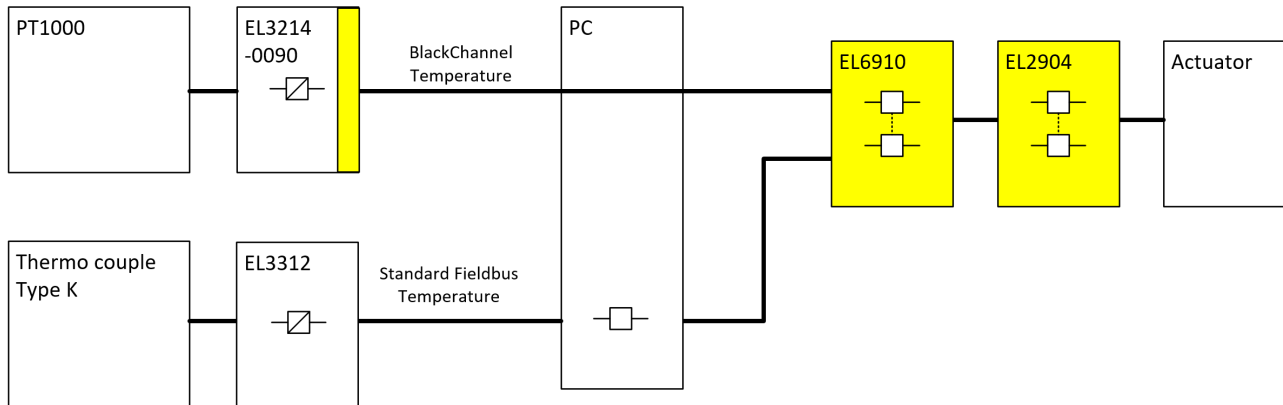 PT1000
EL3214
-0090
BlackChannel
Temperature
PC
EL6910
EL2904
Actuator
Thermo couple
Type K
EL3312
Standard Fieldbus
Temperature